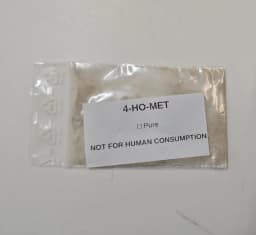 4-HO-MET
☐ Pure
NOT FOR HUMAN CONSUMPTION